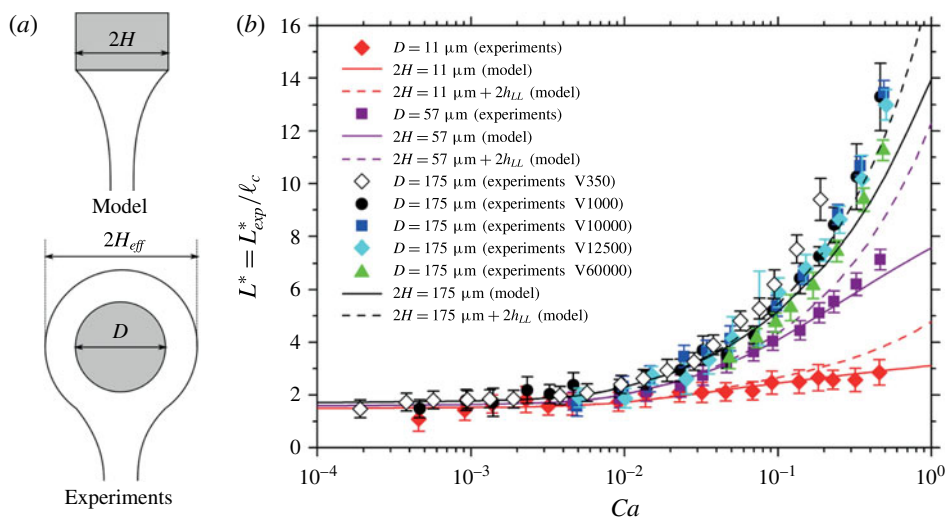 (a)
2H
Model
2H_eff
D
Experiments
(b)
L* = L*_exp/ℓ_c
16
14
12
10
8
6
4
2
0
D = 11 μm (experiments)
2H = 11 μm (model)
2H = 11 μm + 2h_LL (model)
D = 57 μm (experiments)
2H = 57 μm (model)
2H = 57 μm + 2h_LL (model)
D = 175 μm (experiments V350)
D = 175 μm (experiments V1000)
D = 175 μm (experiments V10000)
D = 175 μm (experiments V12500)
D = 175 μm (experiments V60000)
2H = 175 μm (model)
2H = 175 μm + 2h_LL (model)
10⁻⁴ 10⁻³ 10⁻² 10⁻¹ 10⁰
Ca